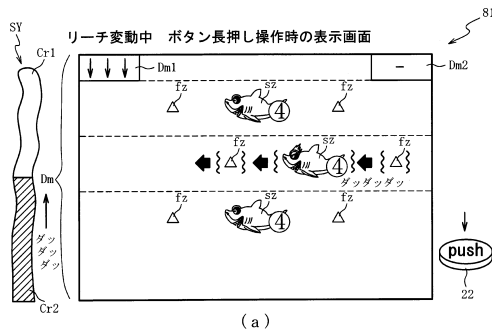 リーチ変動中 ボタン長押し操作時の表示画面
81
SY
Cr1
Dm1
Dm2
－
fz
sz
fz
④
fz
sz
fz
④
ダッダッダッ
Dm
fz
sz
fz
④
ダッ
ダッ
ダッ
push
22
Cr2
(a)